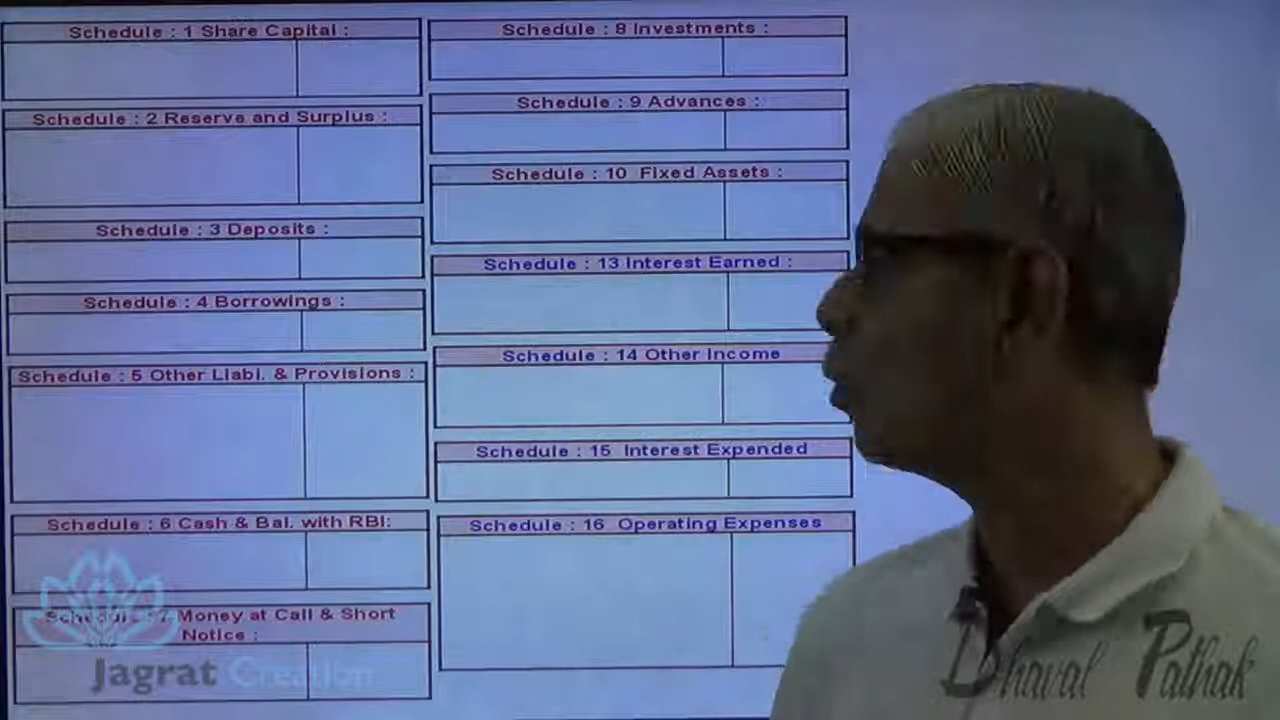 Schedule : 1 Share Capital :
Schedule : 2 Reserve and Surplus :
Schedule : 3 Deposits :
Schedule : 4 Borrowings :
Schedule : 5 Other Liabi. & Provisions :
Schedule : 6 Cash & Bal. with RBI:
Schedule : 7 Money at Call & Short
Notice :
Schedule : 8 Investments :
Schedule : 9 Advances :
Schedule : 10 Fixed Assets :
Schedule : 13 Interest Earned :
Schedule : 14 Other Income
Schedule : 15 Interest Expended
Schedule : 16 Operating Expenses
Jagrat Creation
Dhaval Pathak